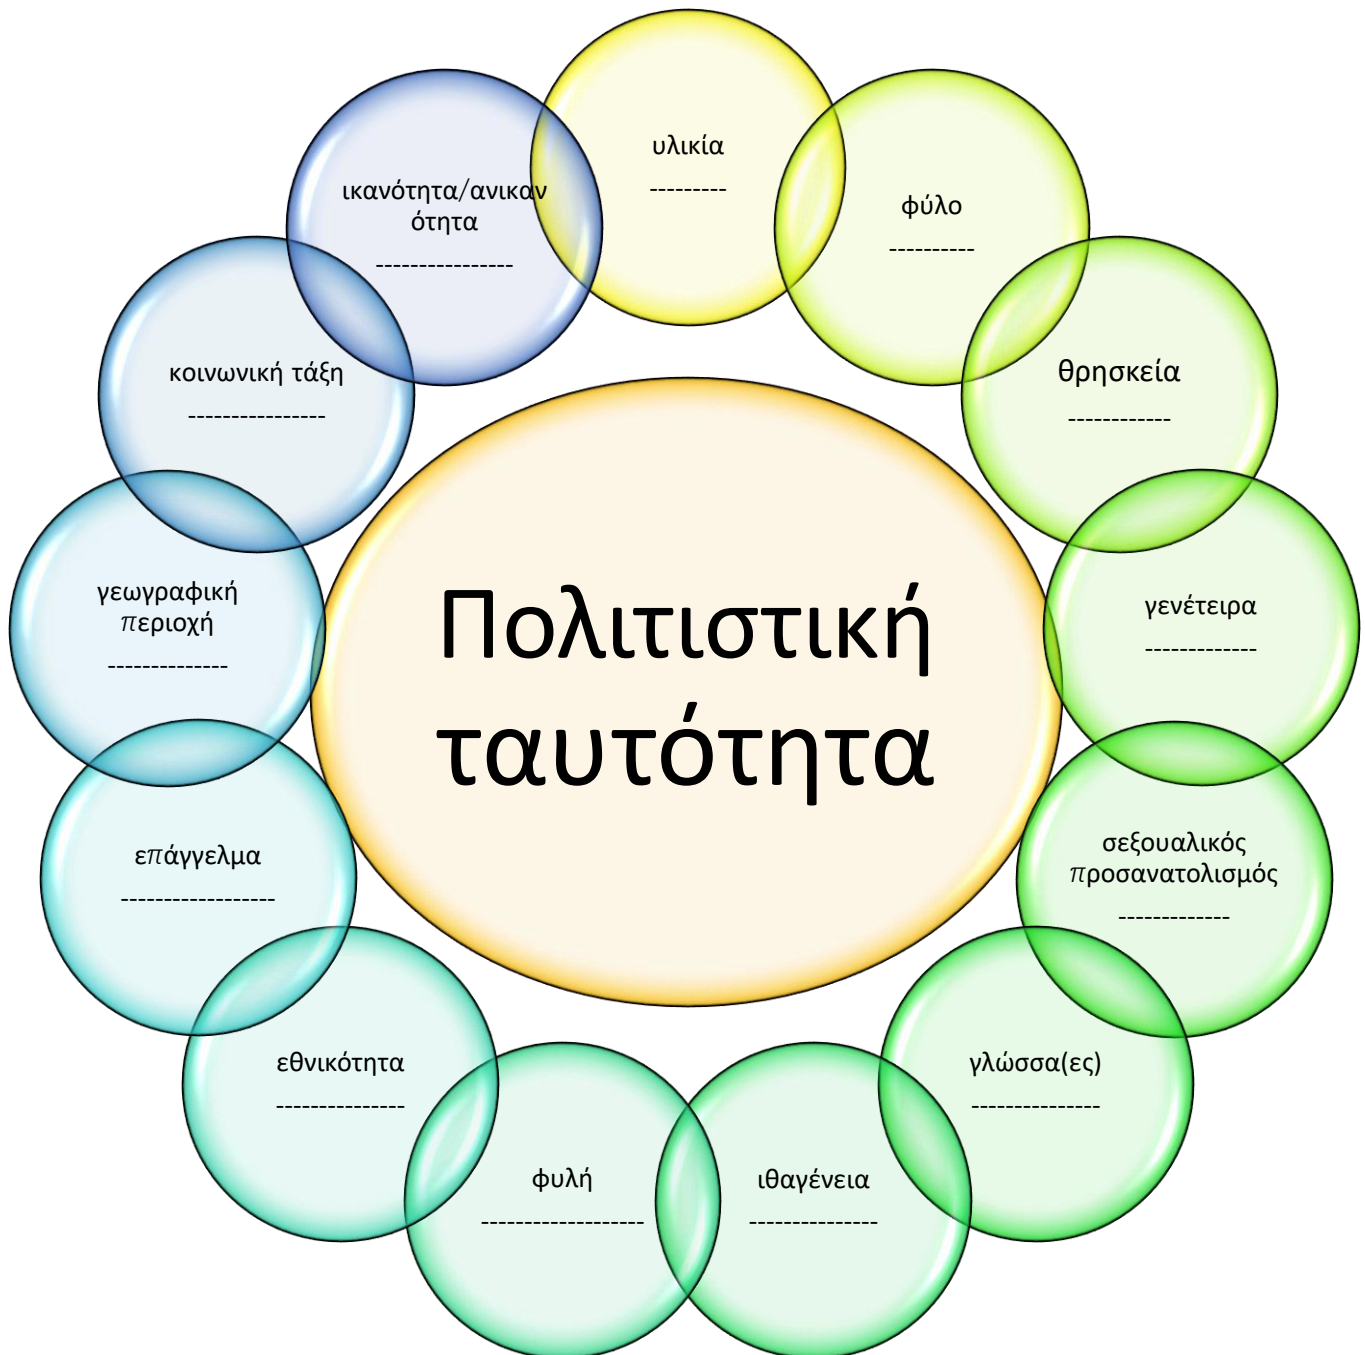 υλικία
---------
φύλο
----------
θρησκεία
------------
γενέτειρα
-------------
σεξουαλικός
προσανατολισμός
-------------
γλώσσα(ες)
---------------
ιθαγένεια
---------------
φυλή
-------------------
εθνικότητα
---------------
επάγγελμα
------------------
γεωγραφική
περιοχή
--------------
κοινωνική τάξη
----------------
ικανότητα/ανικαν
ότητα
----------------
Πολιτιστική
ταυτότητα